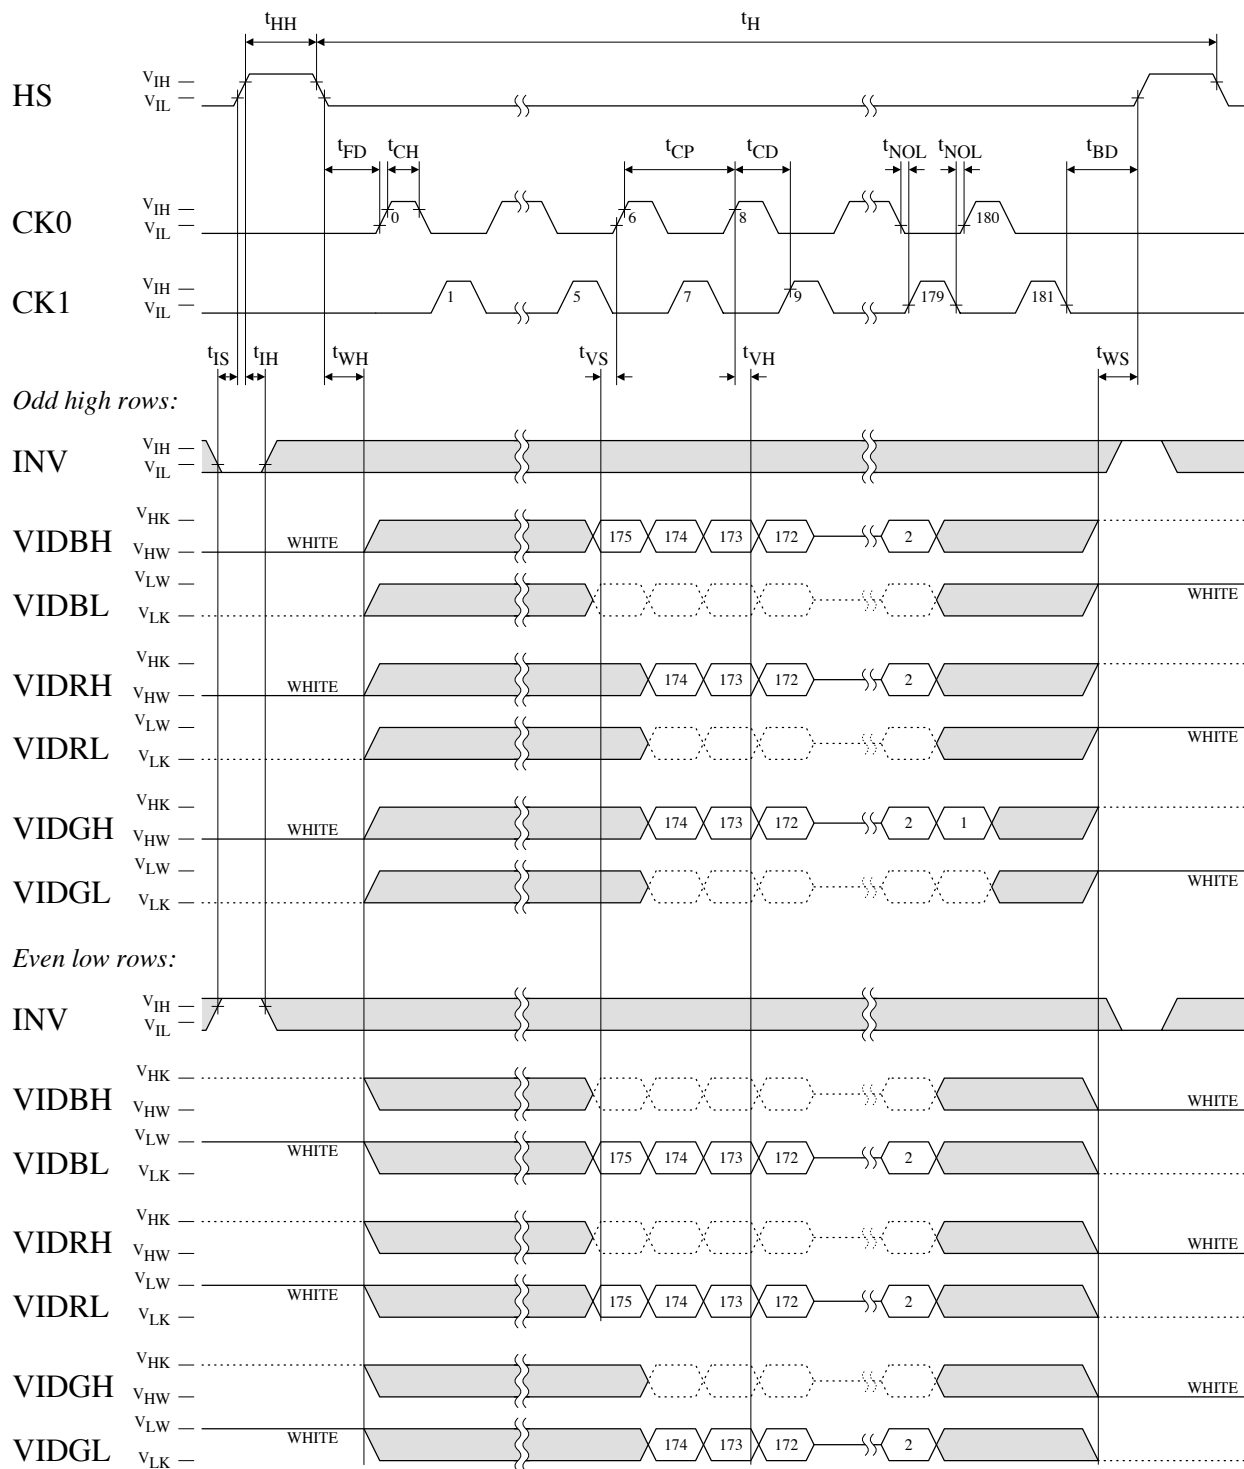 tHH tH
HS VIH VIL
tFD tCH tCP tCD tNOL tNOL tBD
CK0 VIH VIL 0 6 8 180
CK1 VIH VIL 1 5 7 9 179 181
tIS tIH tWH tVS tVH tWS
Odd high rows:
INV VIH VIL
VIDBH VHK VHW WHITE 175 174 173 172 2
VIDBL VLW VLK WHITE
VIDRH VHK VHW WHITE 174 173 172 2
VIDRL VLW VLK WHITE
VIDGH VHK VHW WHITE 174 173 172 2 1
VIDGL VLW VLK WHITE
Even low rows:
INV VIH VIL
VIDBH VHK VHW WHITE
VIDBL VLW VLK WHITE 175 174 173 172 2
VIDRH VHK VHW WHITE
VIDRL VLW VLK WHITE 175 174 173 172 2
VIDGH VHK VHW WHITE
VIDGL VLW VLK WHITE 174 173 172 2